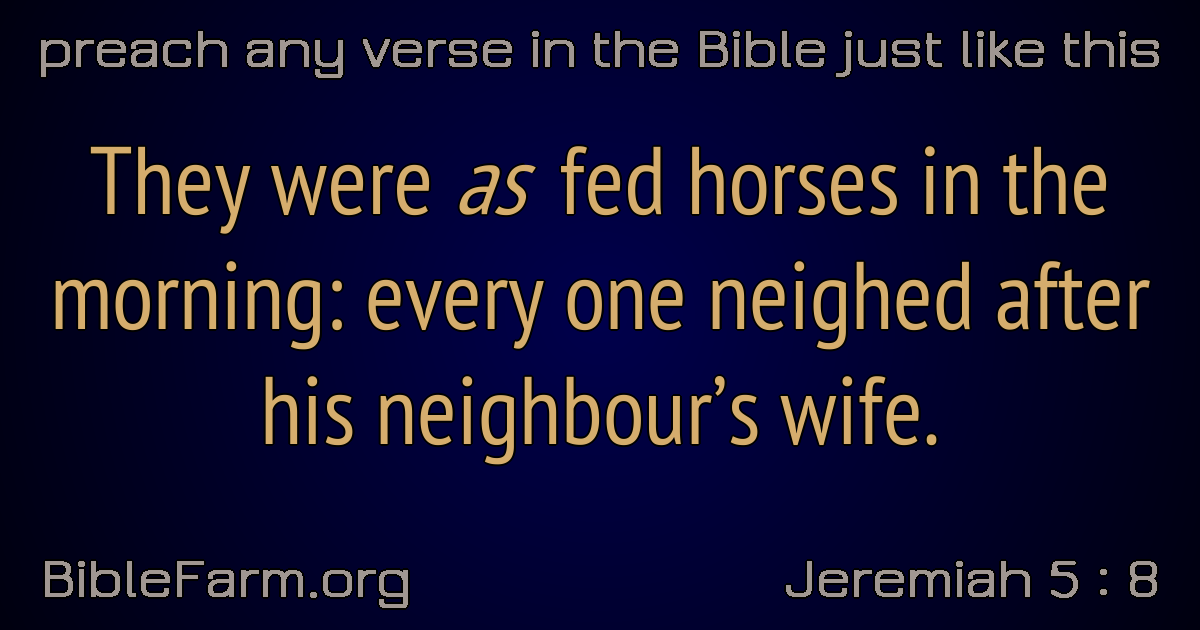 preach any verse in the Bible just like this
They were as fed horses in the
morning: every one neighed after
his neighbour’s wife.
BibleFarm.org
Jeremiah 5 : 8